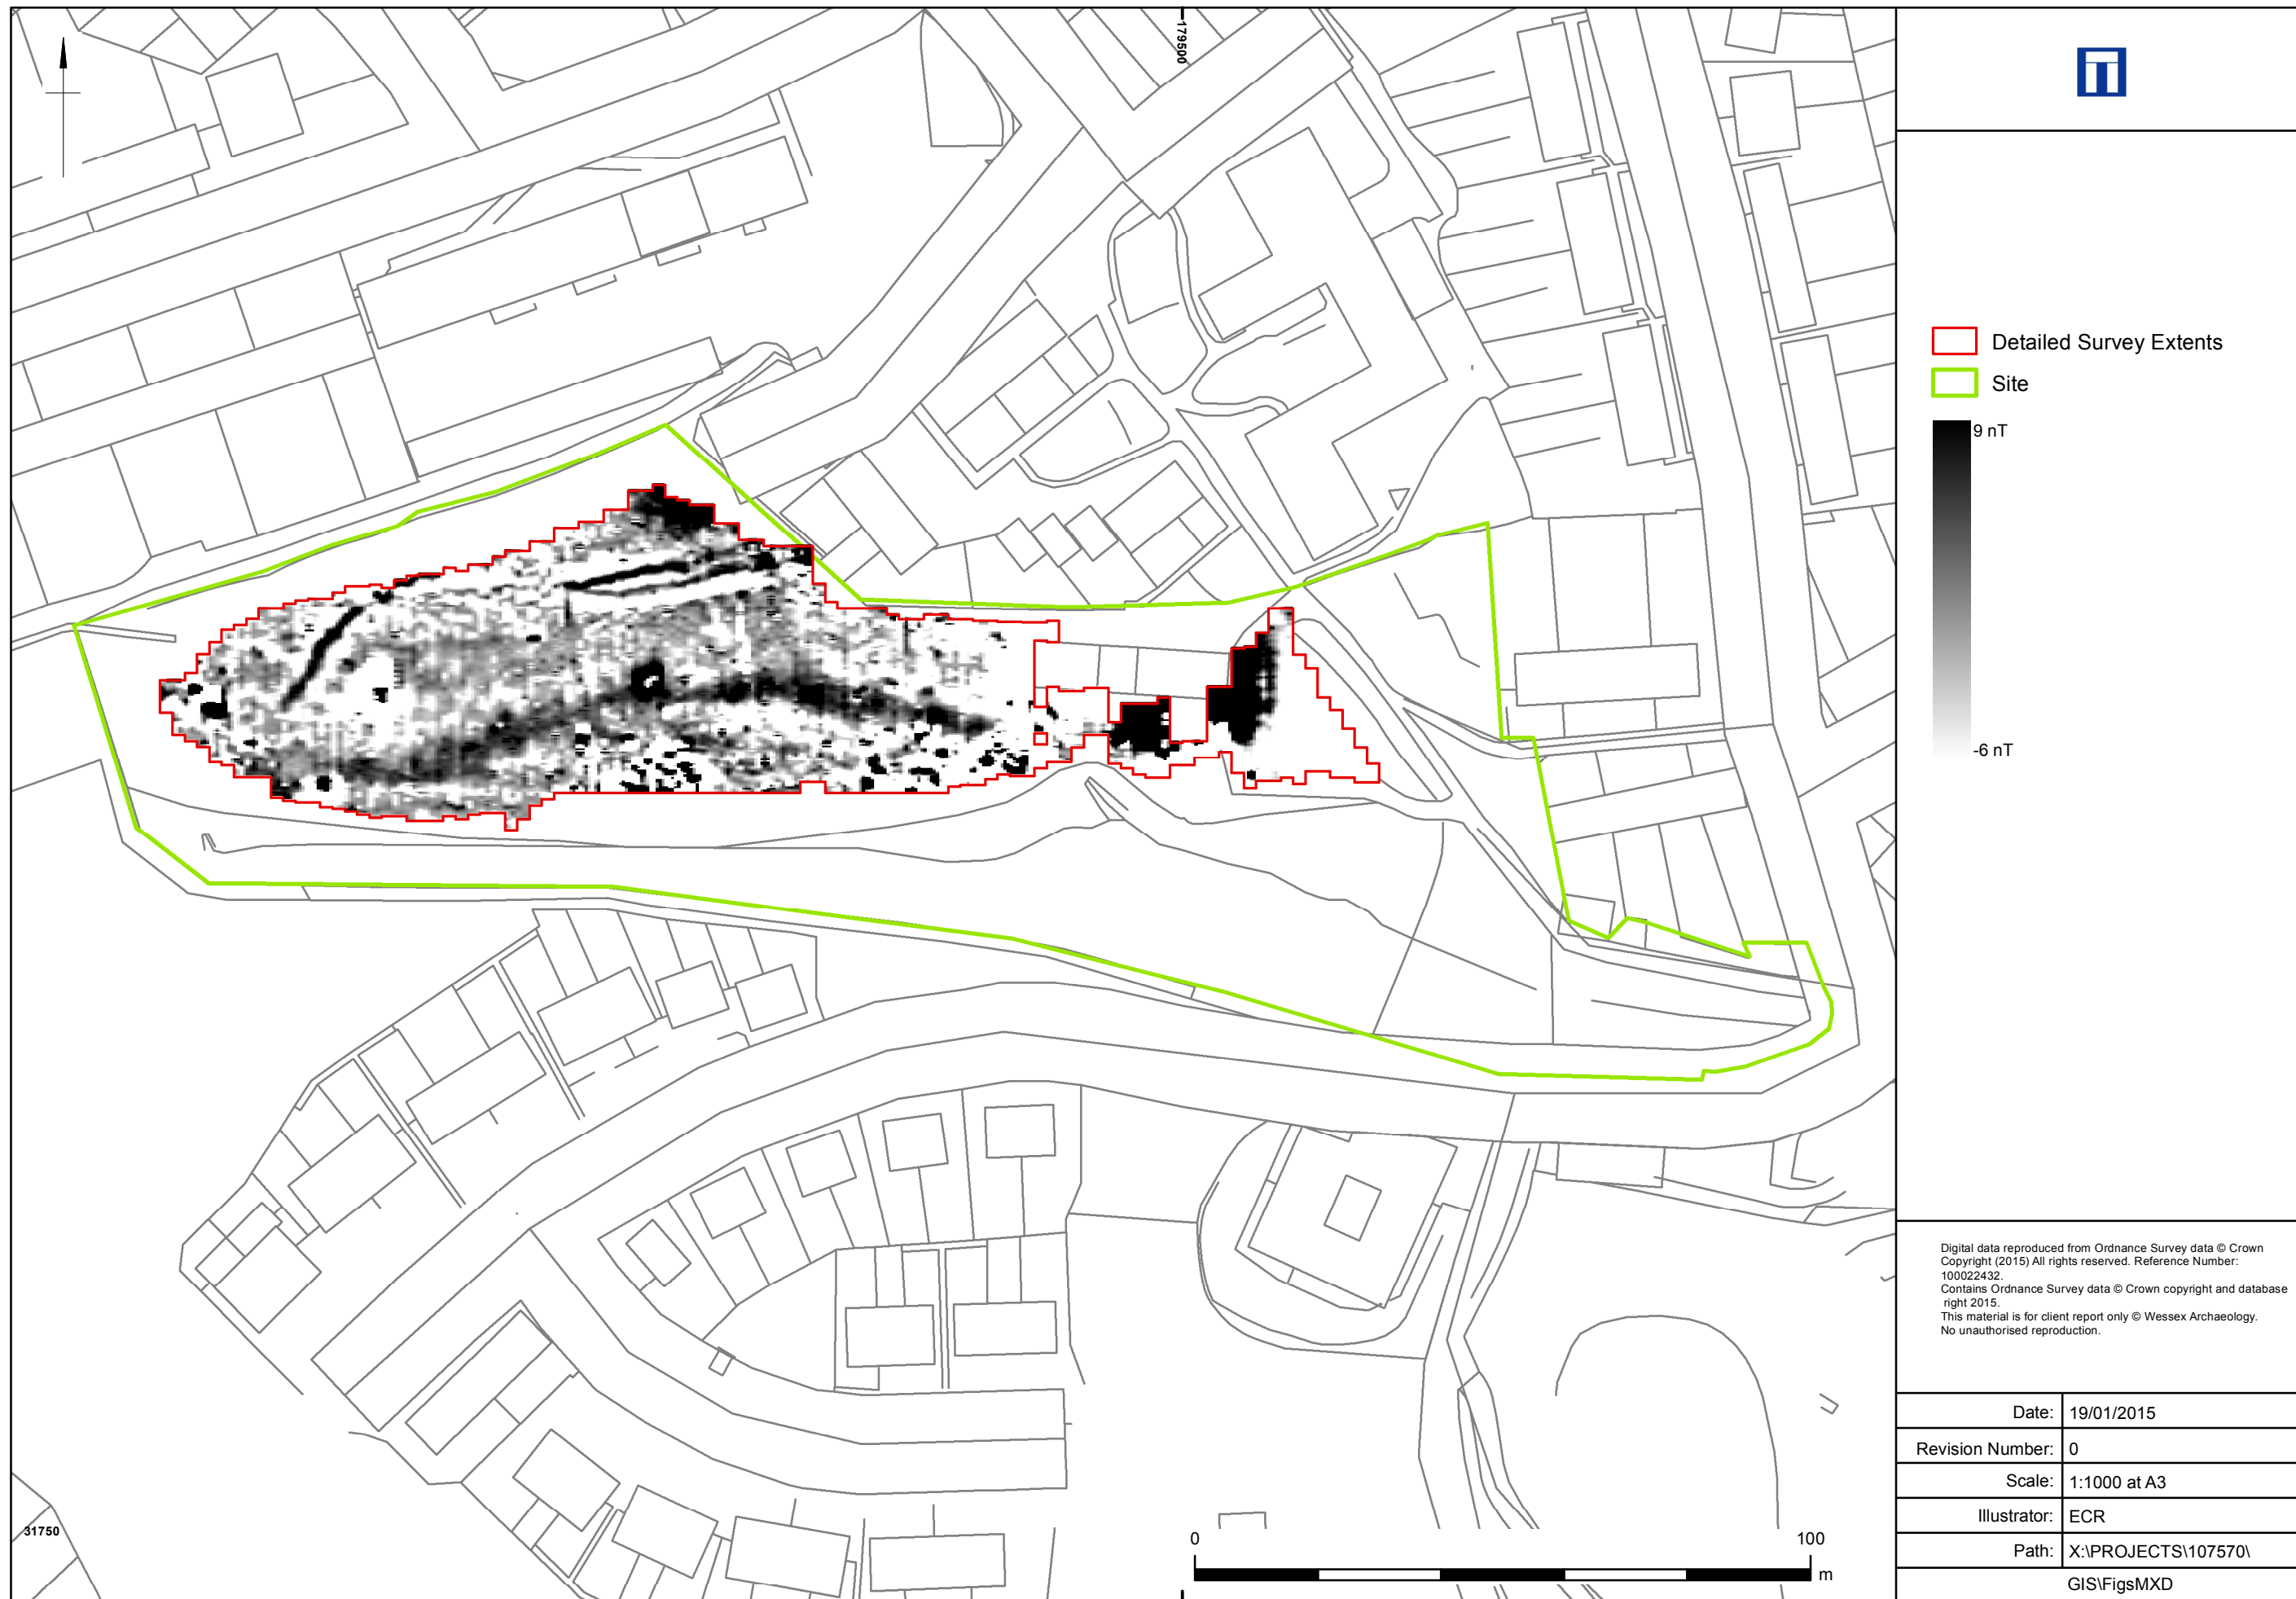 179500
Detailed Survey Extents
Site
9 nT
-6 nT
Digital data reproduced from Ordnance Survey data © Crown
Copyright (2015) All rights reserved. Reference Number:
100022432.
Contains Ordnance Survey data © Crown copyright and database
right 2015.
This material is for client report only © Wessex Archaeology.
No unauthorised reproduction.
Date: 19/01/2015
Revision Number: 0
Scale: 1:1000 at A3
Illustrator: ECR
Path: X:\PROJECTS\107570\
GIS\FigsMXD
31750
0 100
m